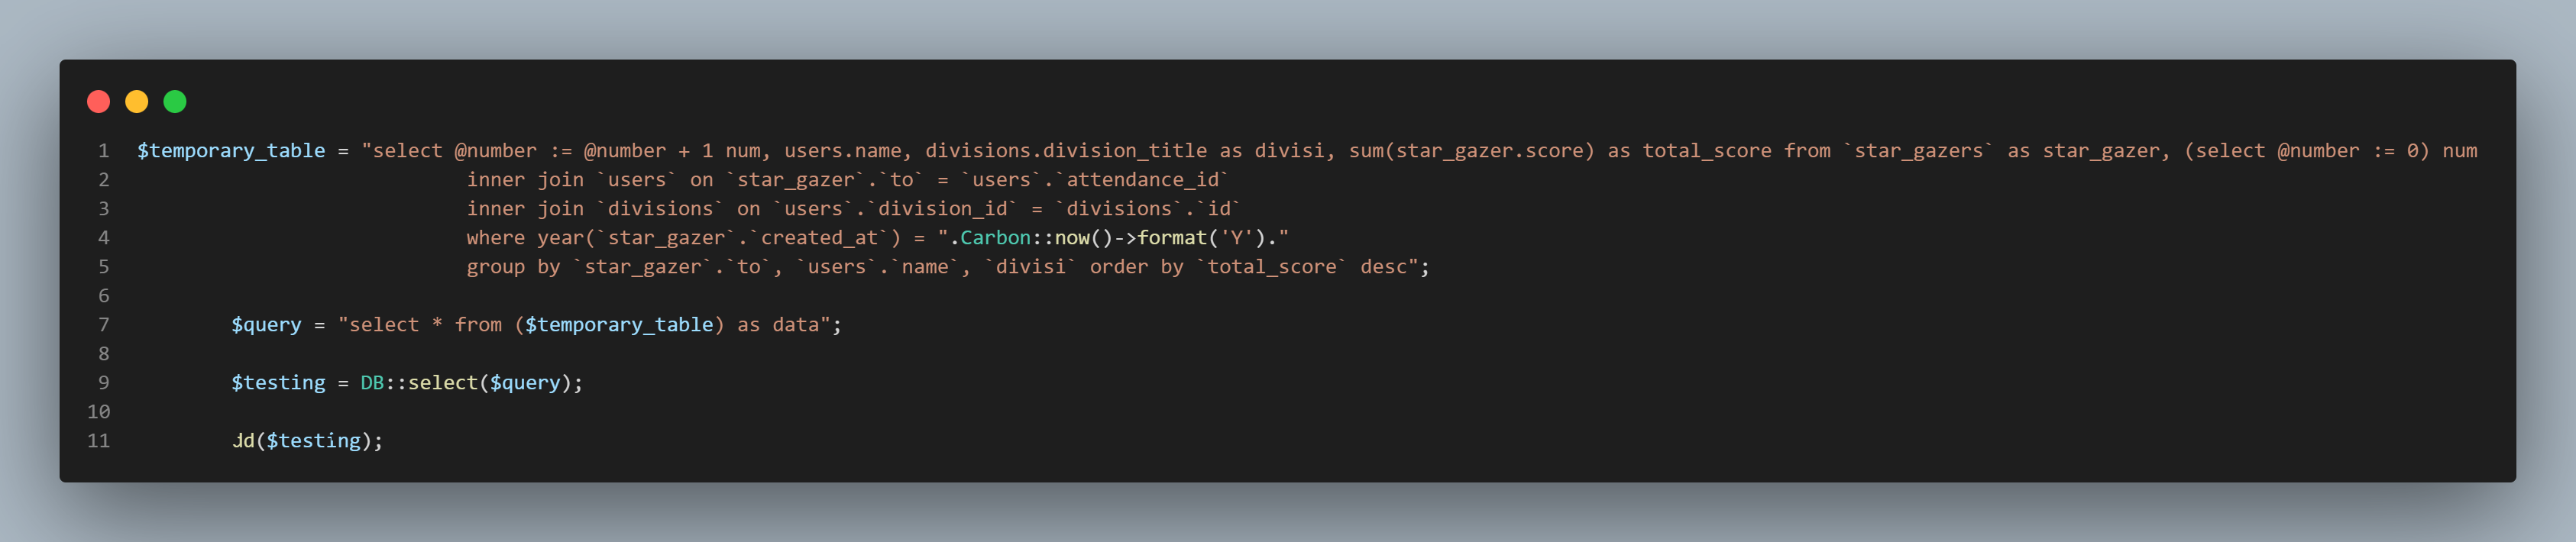 1 $temporary_table = "select @number := @number + 1 num, users.name, divisions.division_title as divisi, sum(star_gazer.score) as total_score from `star_gazers` as star_gazer, (select @number := 0) num
2 inner join `users` on `star_gazer`.`to` = `users`.`attendance_id`
3 inner join `divisions` on `users`.`division_id` = `divisions`.`id`
4 where year(`star_gazer`.`created_at`) = ".Carbon::now()->format('Y')."
5 group by `star_gazer`.`to`, `users`.`name`, `divisi` order by `total_score` desc";
6
7 $query = "select * from ($temporary_table) as data";
8
9 $testing = DB::select($query);
10
11 dd($testing);